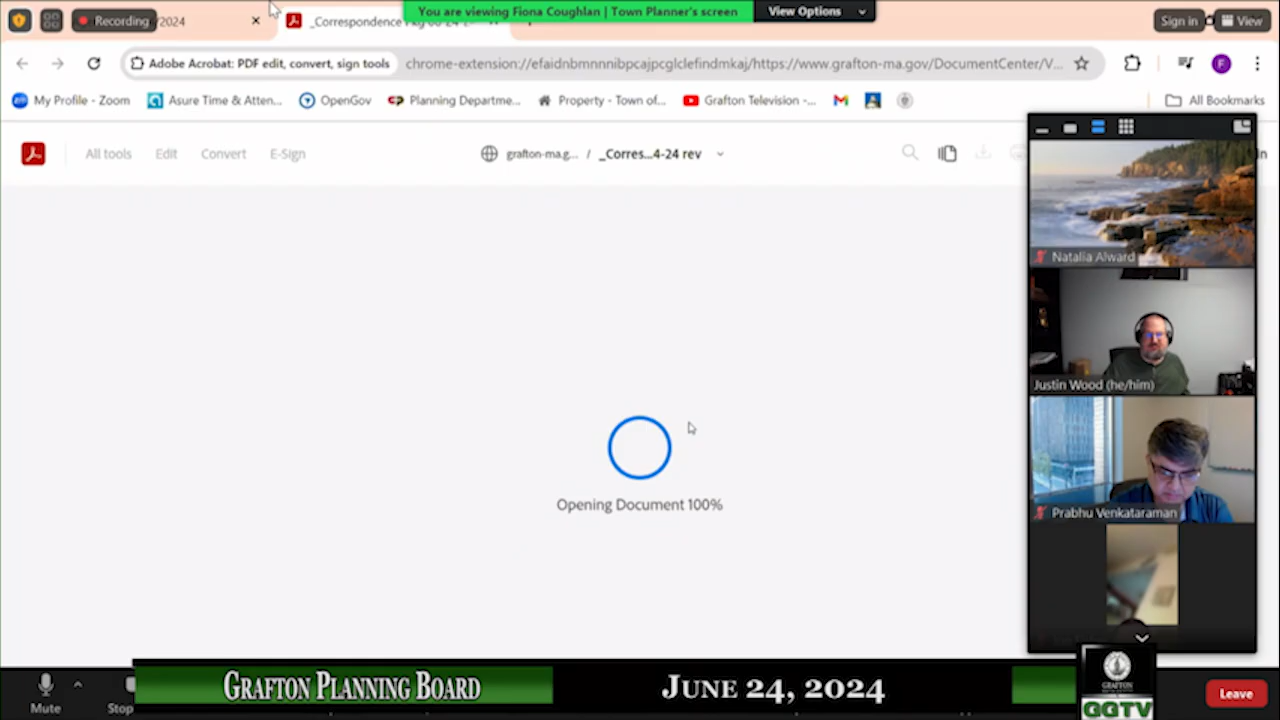 Recording
/2024
_Correspondence
You are viewing Fiona Coughlan | Town Planner's screen
View Options
Sign in
View
Adobe Acrobat: PDF edit, convert, sign tools
chrome-extension://efaidnbmnnnibpcajpcglclefindmkaj/https://www.grafton-ma.gov/DocumentCenter/V...
F
My Profile - Zoom
Asure Time & Atten...
OpenGov
Planning Departme...
Property - Town of...
Grafton Television -...
All Bookmarks
All tools
Edit
Convert
E-Sign
grafton-ma.g... / _Corres...4-24 rev
Natalia Alward
Justin Wood (he/him)
Prabhu Venkataraman
Opening Document 100%
Grafton Planning Board
June 24, 2024
GRAFTON
GGTV
Mute
Stop
Leave